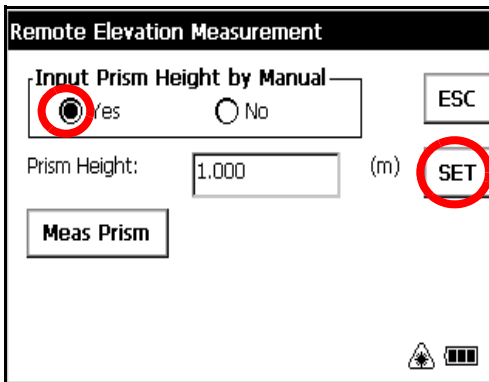 Remote Elevation Measurement
Input Prism Height by Manual
Yes No
ESC
Prism Height: 1.000 (m)
SET
Meas Prism